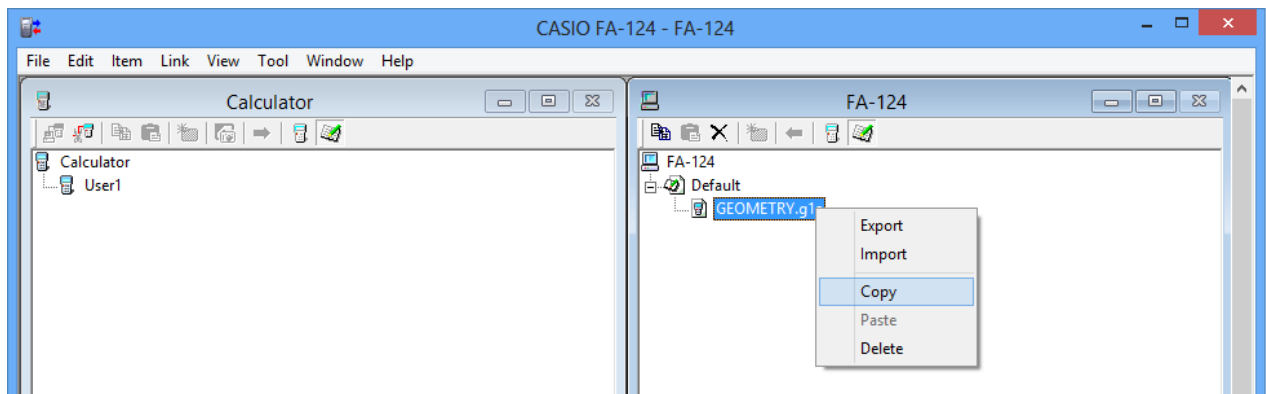 CASIO FA-124 - FA-124
File Edit Item Link View Tool Window Help
Calculator
Calculator
User1
FA-124
FA-124
Default
GEOMETRY.g1
Export
Import
Copy
Paste
Delete